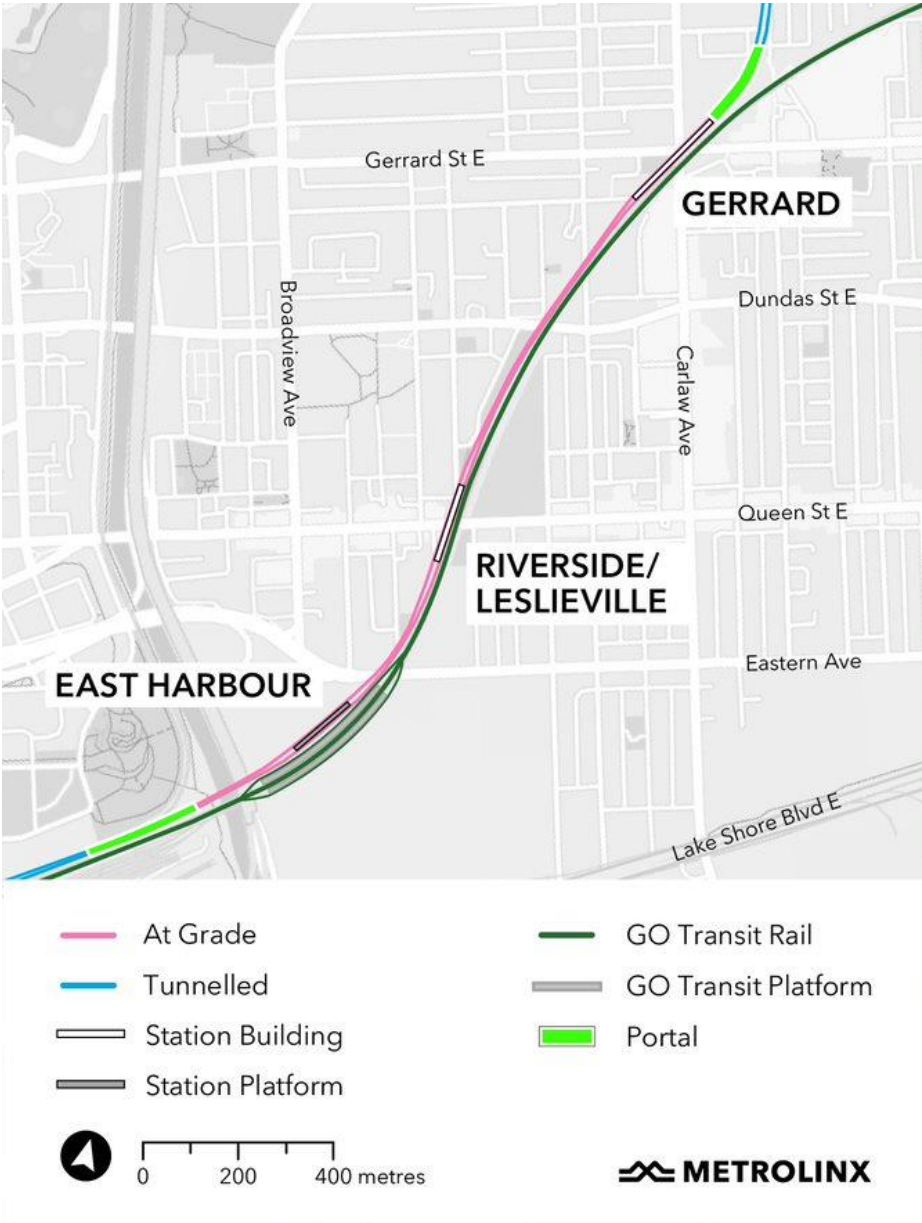 Gerrard St E
GERRARD
Broadview Ave
Dundas St E
Carlaw Ave
Queen St E
RIVERSIDE/
LESLIEVILLE
Eastern Ave
EAST HARBOUR
Lake Shore Blvd E
At Grade
Tunnelled
Station Building
Station Platform
GO Transit Rail
GO Transit Platform
Portal
0 200 400 metres
METROLINX